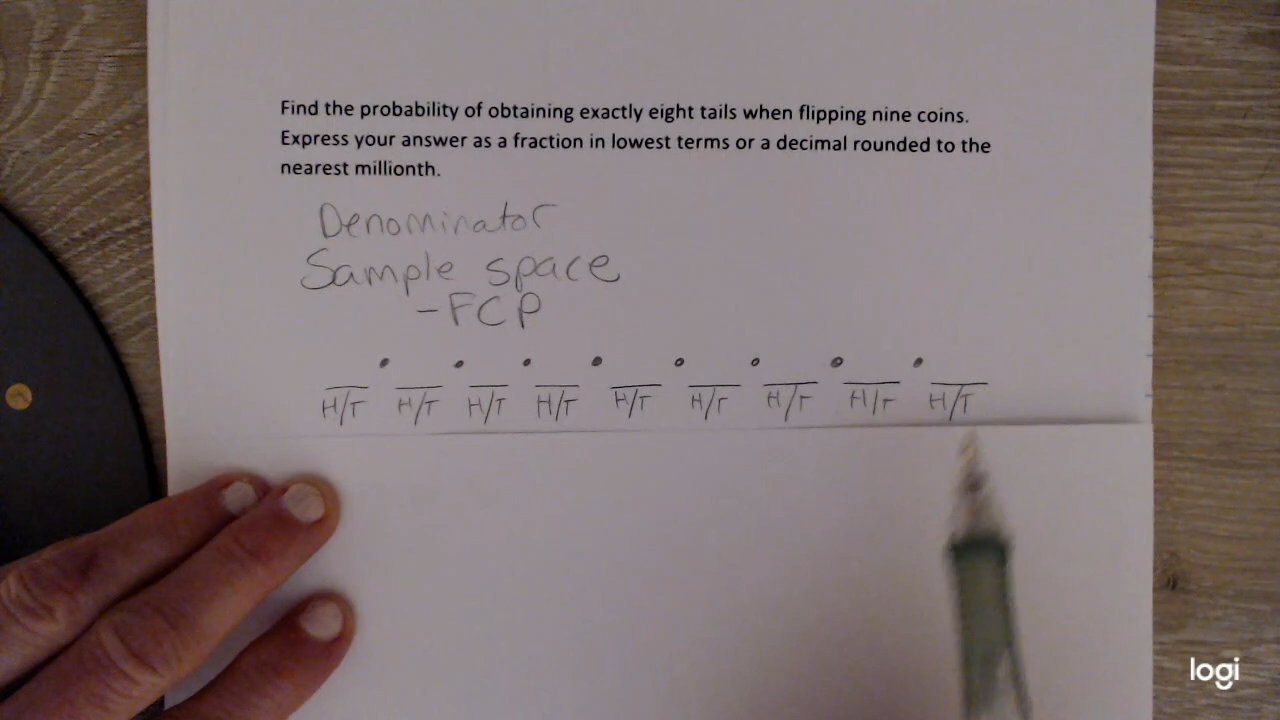 Find the probability of obtaining exactly eight tails when flipping nine coins.
Express your answer as a fraction in lowest terms or a decimal rounded to the
nearest millionth.
Denominator
Sample space
-FCP
H/T H/T H/T H/T H/T H/T H/T H/T H/T
logi